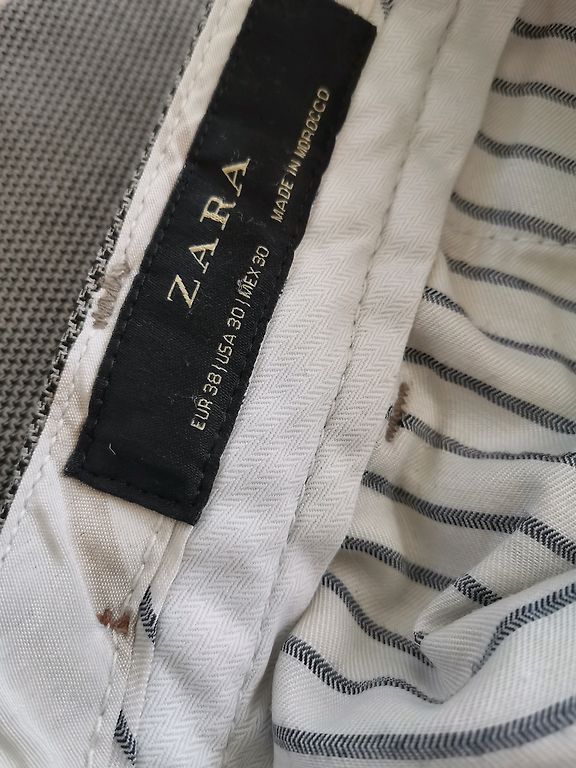 ZARA
EUR 38 | USA 30 | MEX 30
MADE IN MOROCCO